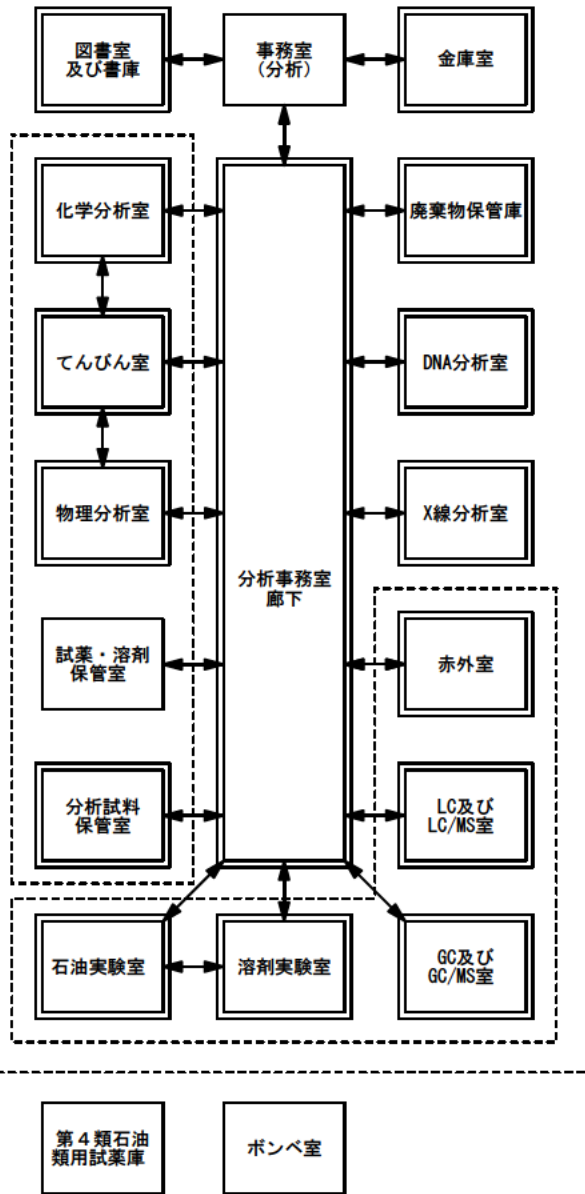 図書室
及び書庫
事務室
(分析)
金庫室
化学分析室
廃棄物保管庫
てんびん室
DNA分析室
物理分析室
X線分析室
分析事務室
廊下
試薬・溶剤
保管室
赤外室
分析試料
保管室
LC及び
LC/MS室
石油実験室
溶剤実験室
GC及び
GC/MS室
第4類石油
類用試薬庫
ボンベ室